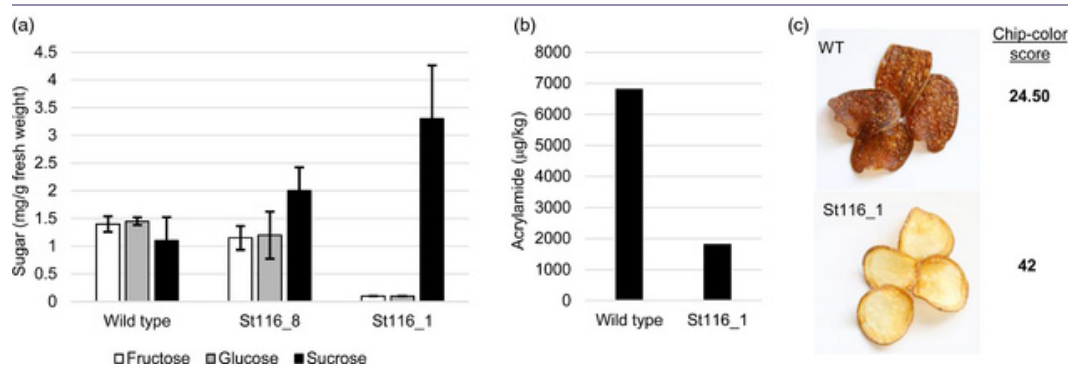 (a)
Sugar (mg/g fresh weight)
4.5
4
3.5
3
2.5
2
1.5
1
0.5
0
Wild type St116_8 St116_1
Fructose Glucose Sucrose
(b)
Acrylamide (µg/kg)
8000
7000
6000
5000
4000
3000
2000
1000
0
Wild type St116_1
(c)
Chip-color
score
WT
24.50
St116_1
42